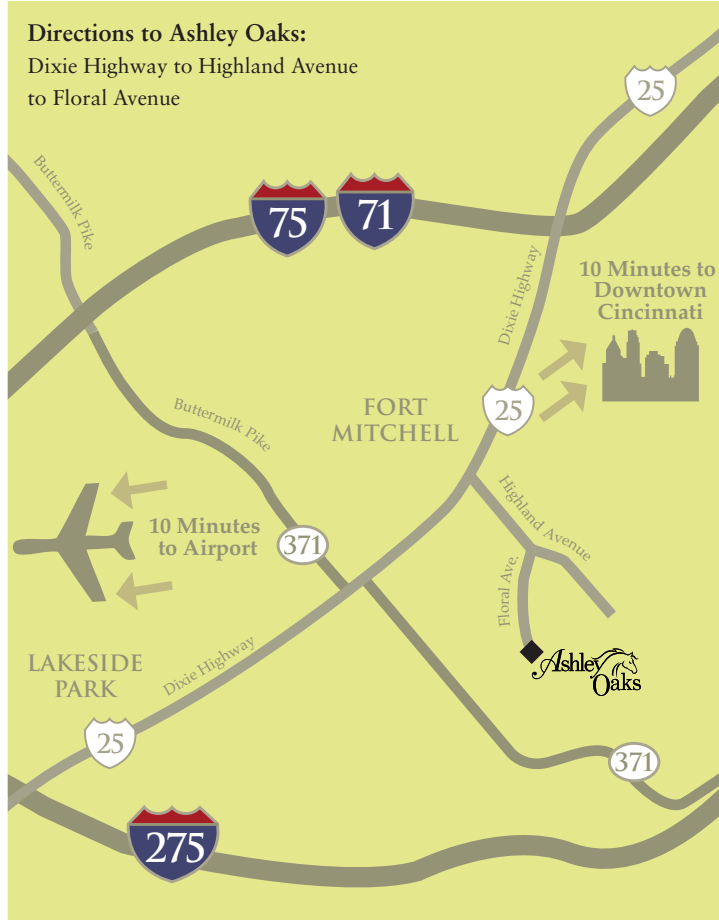 Directions to Ashley Oaks:
Dixie Highway to Highland Avenue
to Floral Avenue
25
Buttermilk Pike
75
71
Dixie Highway
10 Minutes to
Downtown
Cincinnati
25
FORT
MITCHELL
Buttermilk Pike
Highland Avenue
10 Minutes
to Airport
371
Floral Ave.
Ashley
Oaks
LAKESIDE
PARK
Dixie Highway
25
371
275